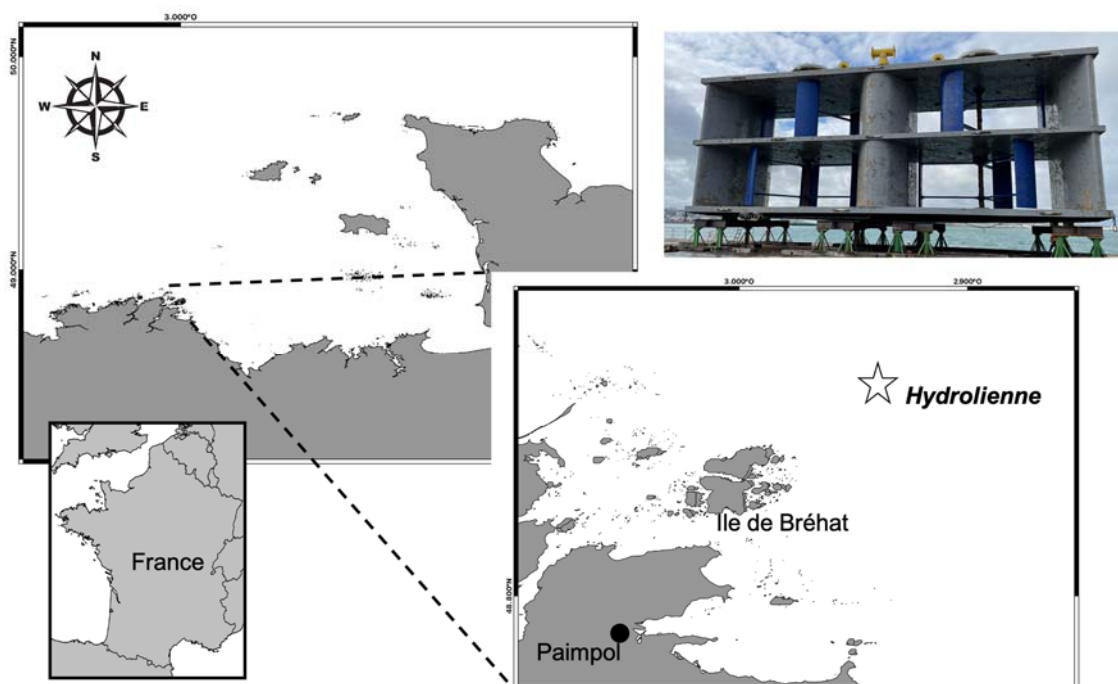 3.000°O
50.000°N
N
W E
S
49.000°N
3.000°O 2.900°O
Hydrolienne
Ile de Bréhat
48.800°N
France
Paimpol